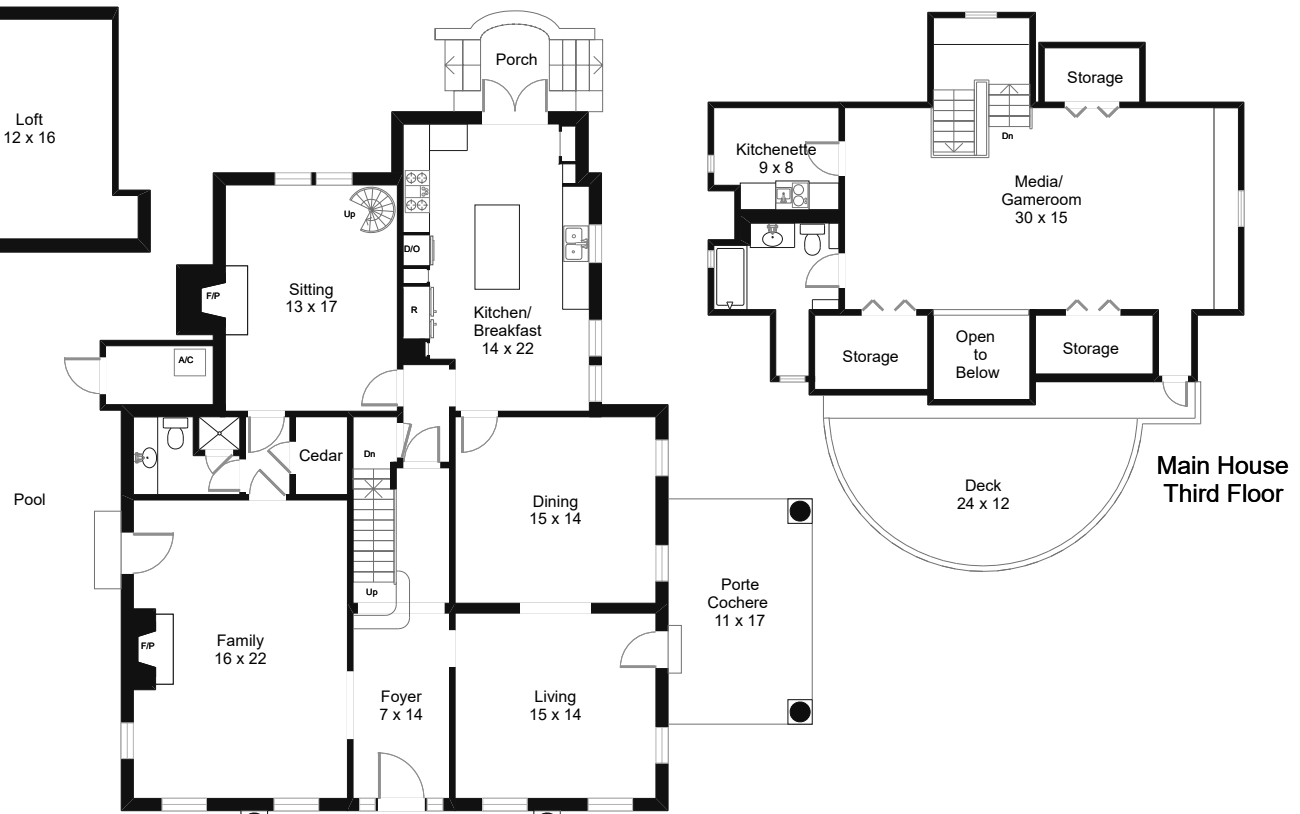 Loft
12 x 16
Porch
Up
D/O
F/P
Sitting
13 x 17
R
Kitchen/
Breakfast
14 x 22
A/C
Cedar
Dn
Pool
Dining
15 x 14
Up
Porte
Cochere
11 x 17
F/P
Family
16 x 22
Foyer
7 x 14
Living
15 x 14
Storage
Dn
Kitchenette
9 x 8
Media/
Gameroom
30 x 15
Storage
Open
to
Below
Storage
Deck
24 x 12
Main House
Third Floor